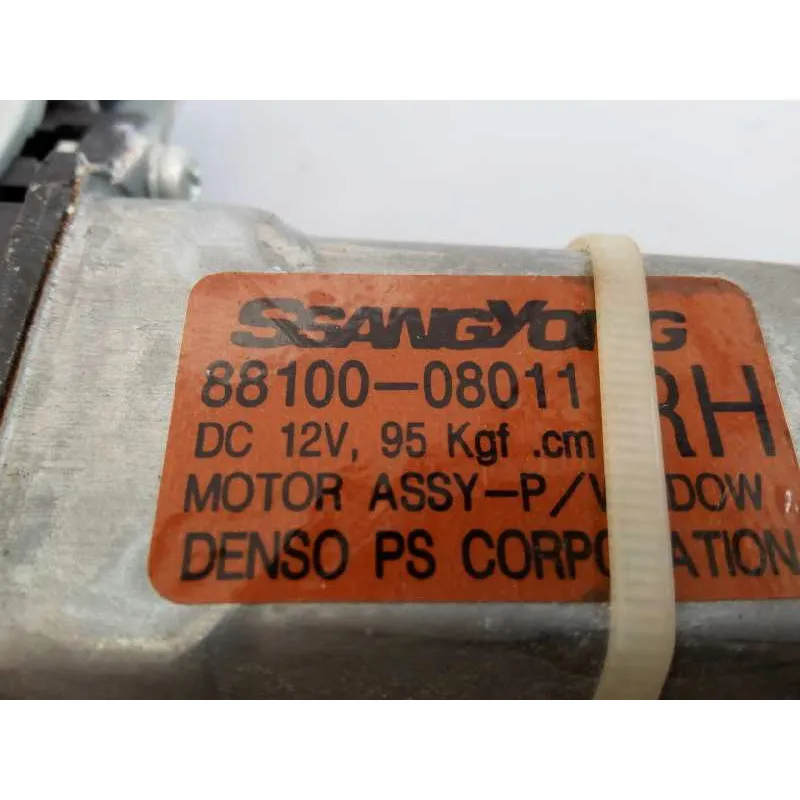 SSANGYONG
88100-08011 RH
DC 12V, 95 Kgf .cm
MOTOR ASSY-P/WINDOW
DENSO PS CORPORATION